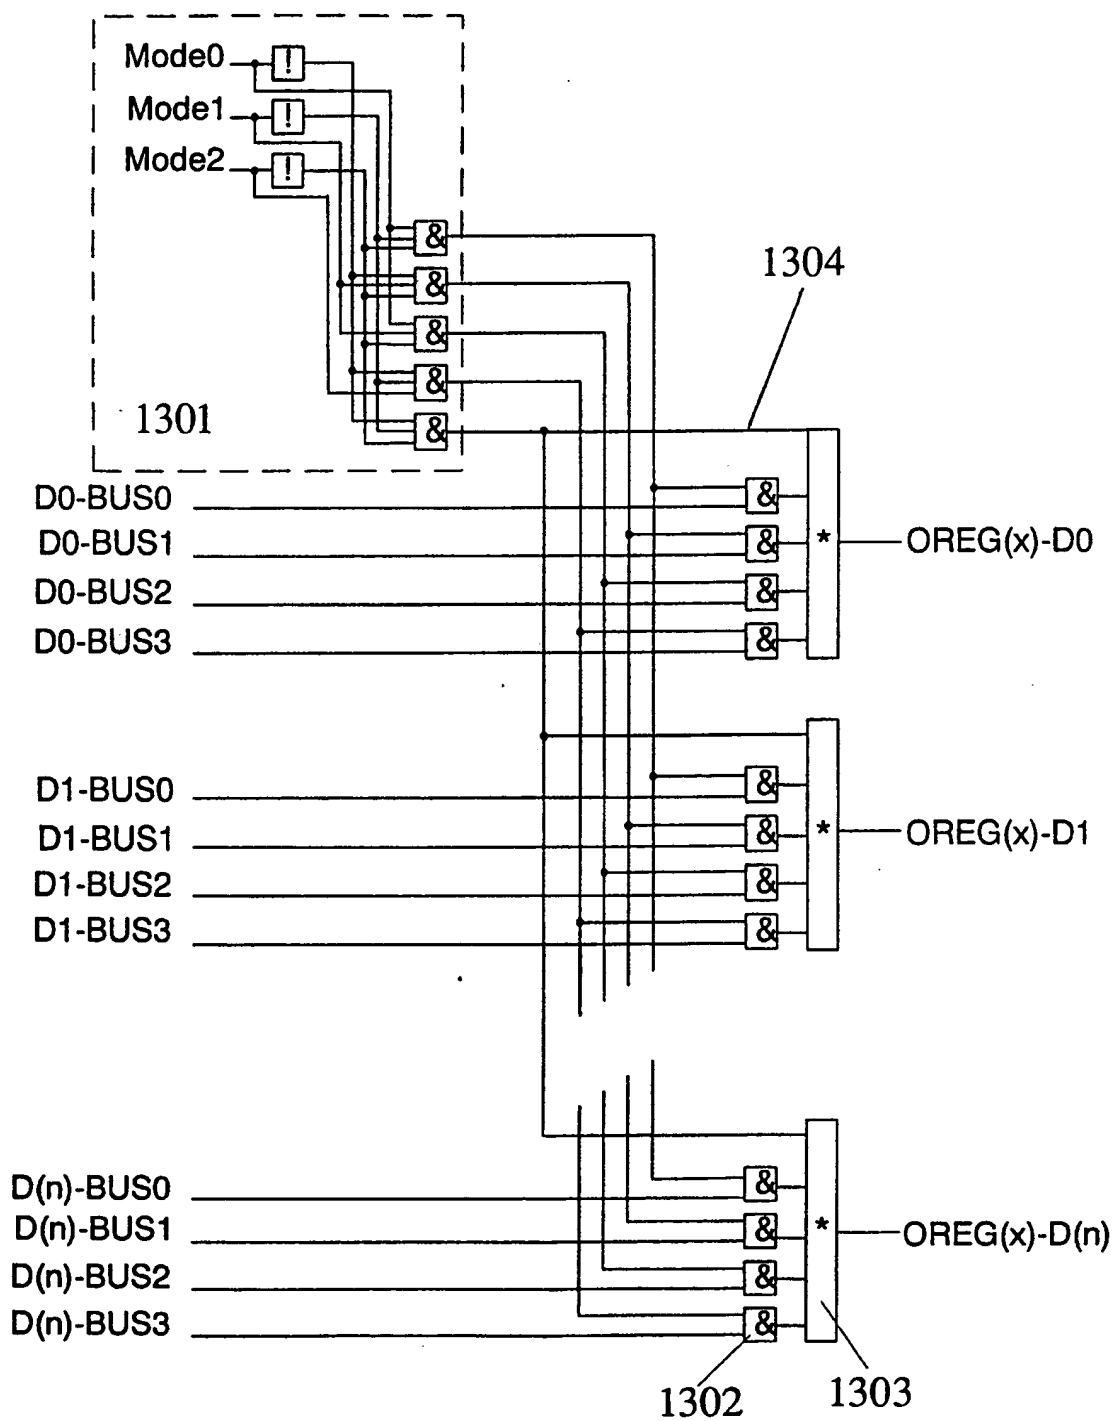 Mode0 !
Mode1 !
Mode2 !
&
&
&
&
&
1301
1304
D0-BUS0 &
D0-BUS1 & * OREG(x)-D0
D0-BUS2 &
D0-BUS3 &
D1-BUS0 &
D1-BUS1 & * OREG(x)-D1
D1-BUS2 &
D1-BUS3 &
D(n)-BUS0 &
D(n)-BUS1 & * OREG(x)-D(n)
D(n)-BUS2 &
D(n)-BUS3 &
1302 1303